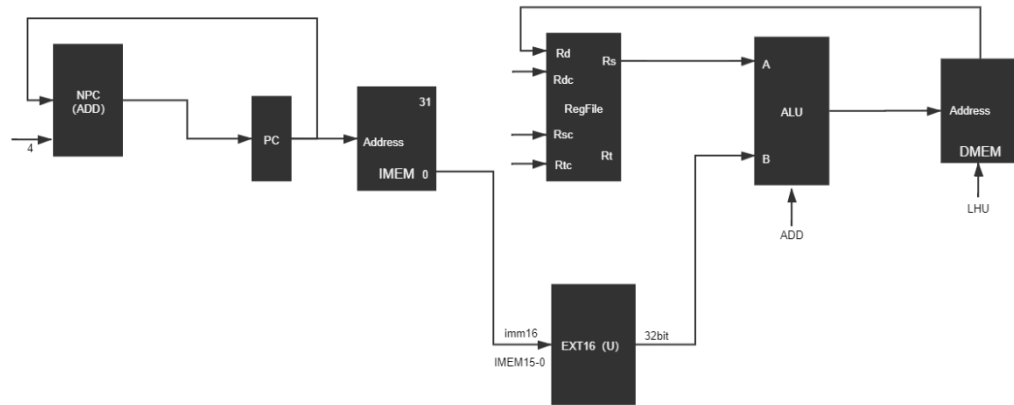 NPC
(ADD)
4
PC
31
Address
IMEM 0
Rd
Rs
Rdc
RegFile
Rsc
Rt
Rtc
A
ALU
B
ADD
Address
DMEM
LHU
imm16
IMEM15-0
EXT16 (U)
32bit